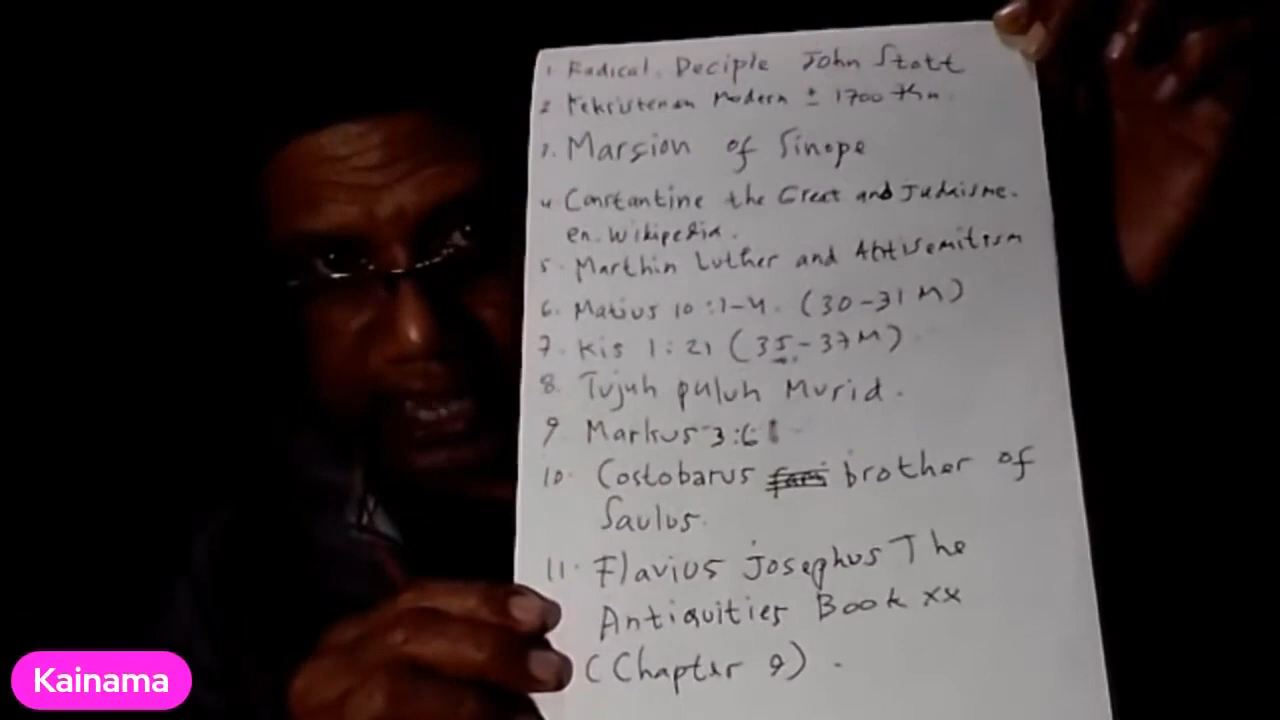 1. Radical Deciple John Stott
2. Kekristenan Modern ± 1700 thn.
3. Marsion of Sinope
4 Constantine the Great and Judaisme.
en. Wikipedia.
5. Marthin Luther and Antisemitism
6. Matius 10:1-4. (30-31 M)
7. Kis 1:21 (35-37M)
8. Tujuh puluh Murid.
9 Markus 3:6
10. Costobarus brother of
Saulus.
11. Flavius Josephus The
Antiquities Book XX
(Chapter 9).
Kainama